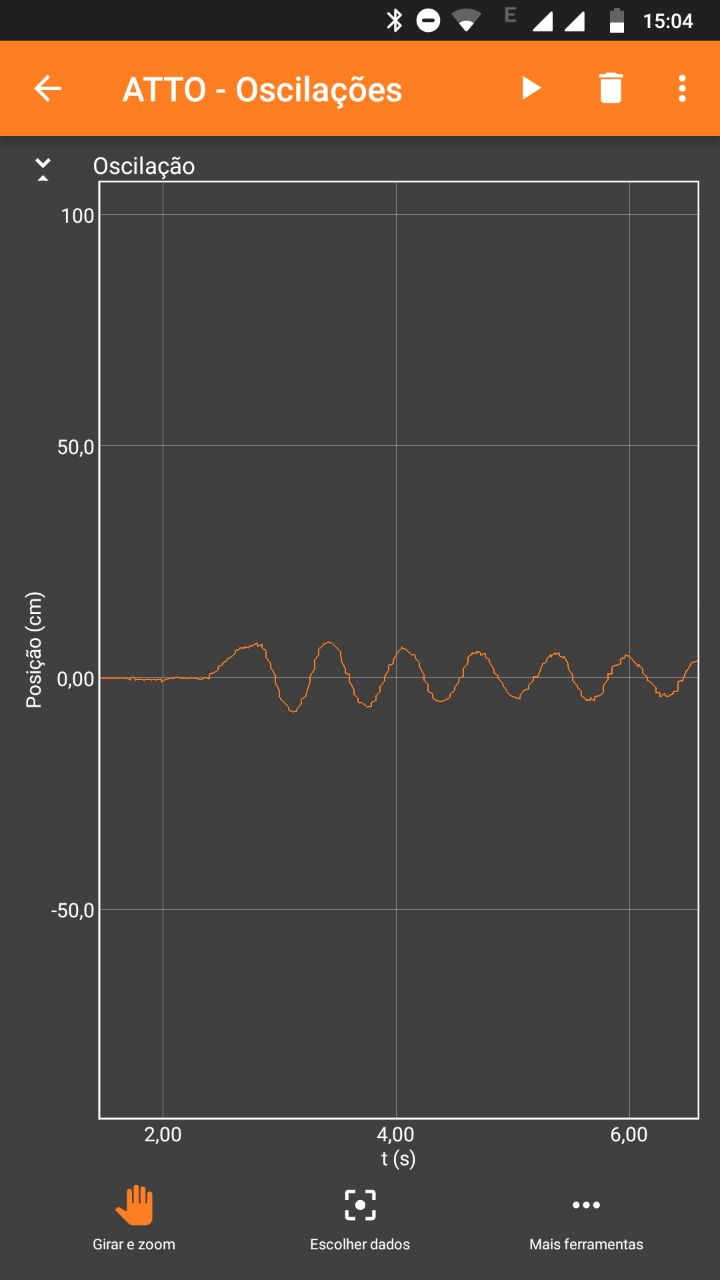 E 15:04
ATTO - Oscilações
Oscilação
100
50,0
0,00
-50,0
Posição (cm)
2,00 4,00 6,00
t (s)
Girar e zoom Escolher dados Mais ferramentas